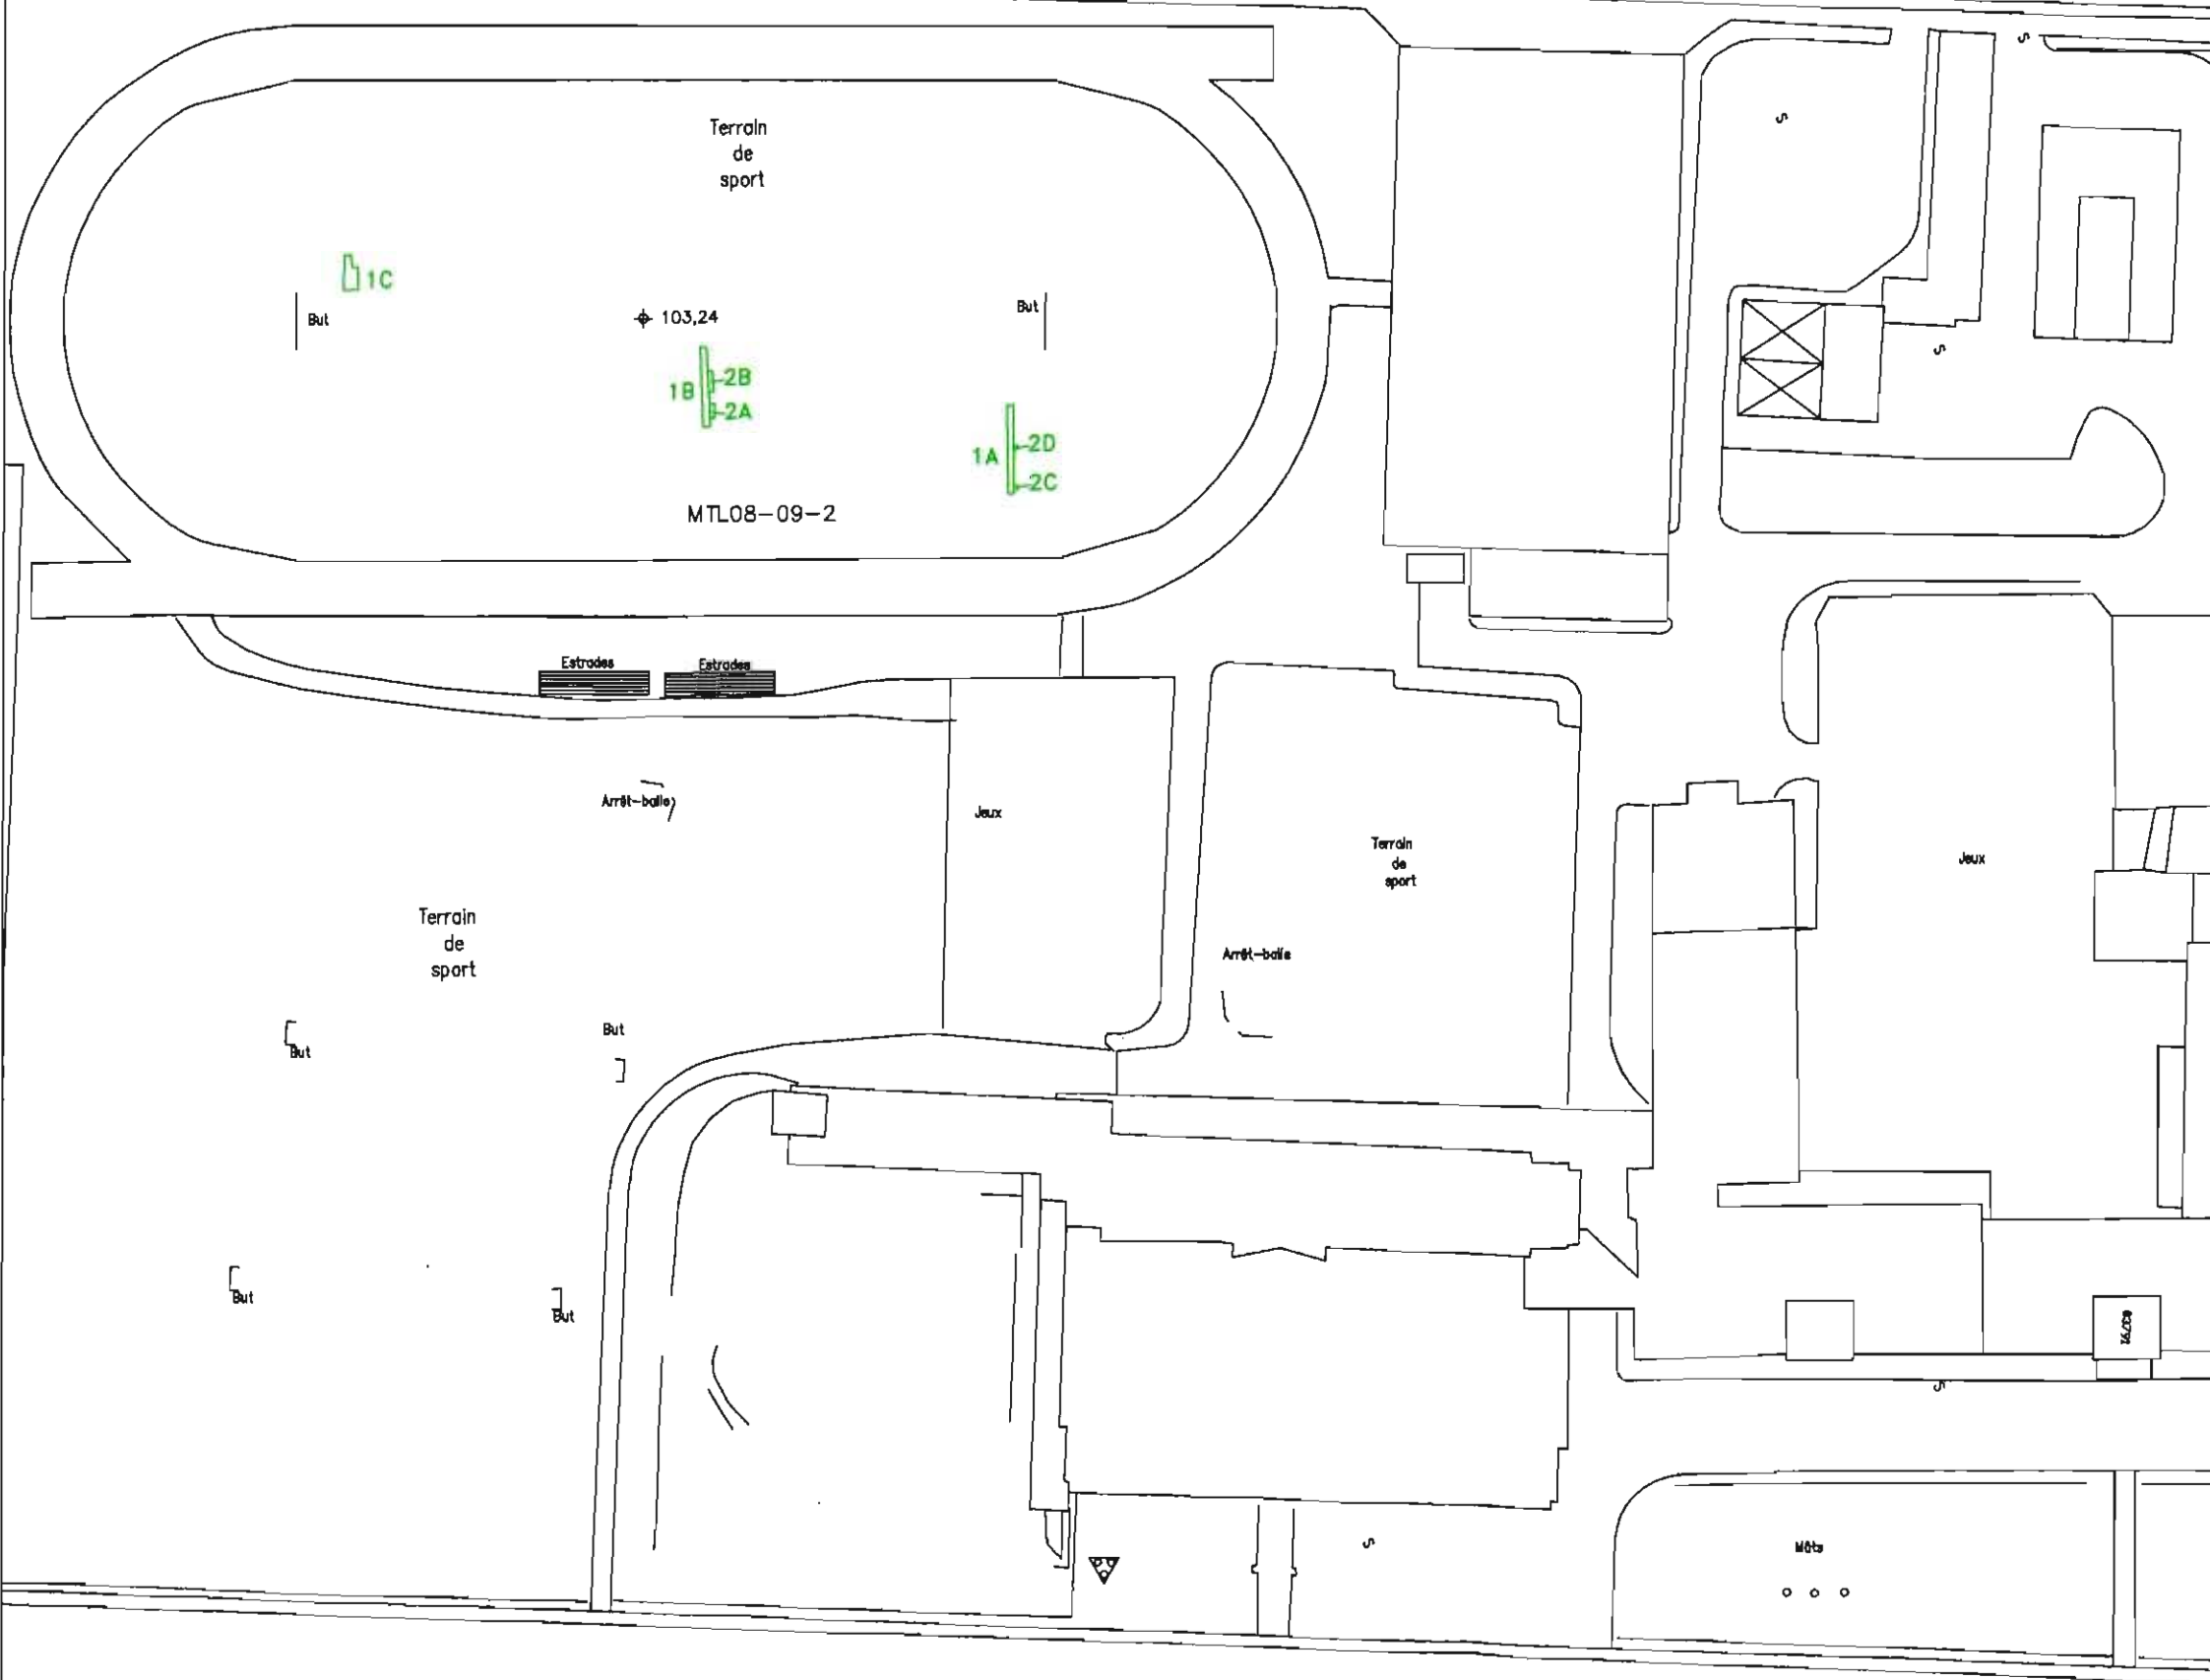 Terrain
de
sport
1C
But
103,24
But
1B
2B
2A
1A
2D
2C
MTL08-09-2
Estrades
Estrades
Arrêt-balle
Jeux
Terrain
de
sport
Jeux
Terrain
de
sport
Arrêt-balle
But
But
But
But
Mâts
S
S
S
S
S
S